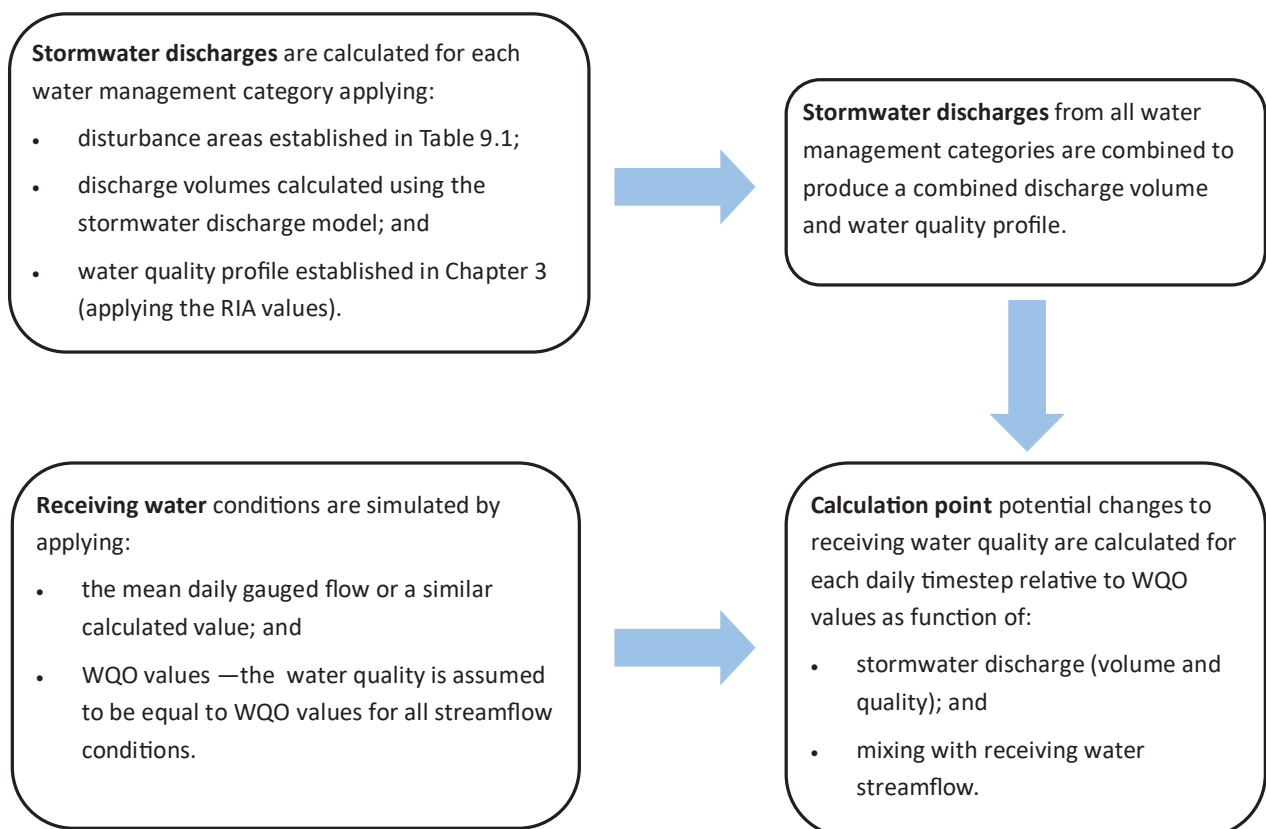 Stormwater discharges are calculated for each
water management category applying:
• disturbance areas established in Table 9.1;
• discharge volumes calculated using the
stormwater discharge model; and
• water quality profile established in Chapter 3
(applying the RIA values).
Stormwater discharges from all water
management categories are combined to
produce a combined discharge volume
and water quality profile.
Receiving water conditions are simulated by
applying:
• the mean daily gauged flow or a similar
calculated value; and
• WQO values —the water quality is assumed
to be equal to WQO values for all streamflow
conditions.
Calculation point potential changes to
receiving water quality are calculated for
each daily timestep relative to WQO
values as function of:
• stormwater discharge (volume and
quality); and
• mixing with receiving water
streamflow.